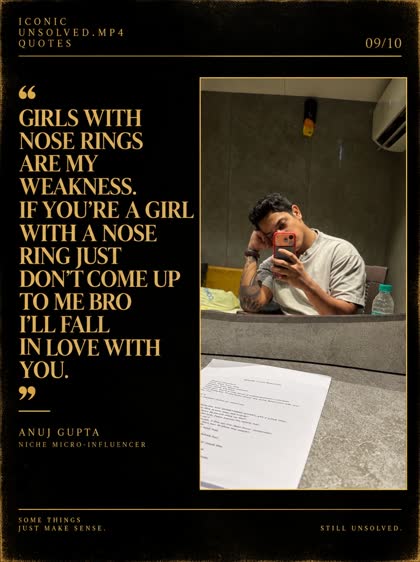 ICONIC
UNSOLVED.MP4
QUOTES
09/10
“
GIRLS WITH
NOSE RINGS
ARE MY
WEAKNESS.
IF YOU’RE A GIRL
WITH A NOSE
RING JUST
DON’T COME UP
TO ME BRO
I’LL FALL
IN LOVE WITH
YOU.
”
ANUJ GUPTA
NICHE MICRO-INFLUENCER
SOME THINGS
JUST MAKE SENSE.
STILL UNSOLVED.